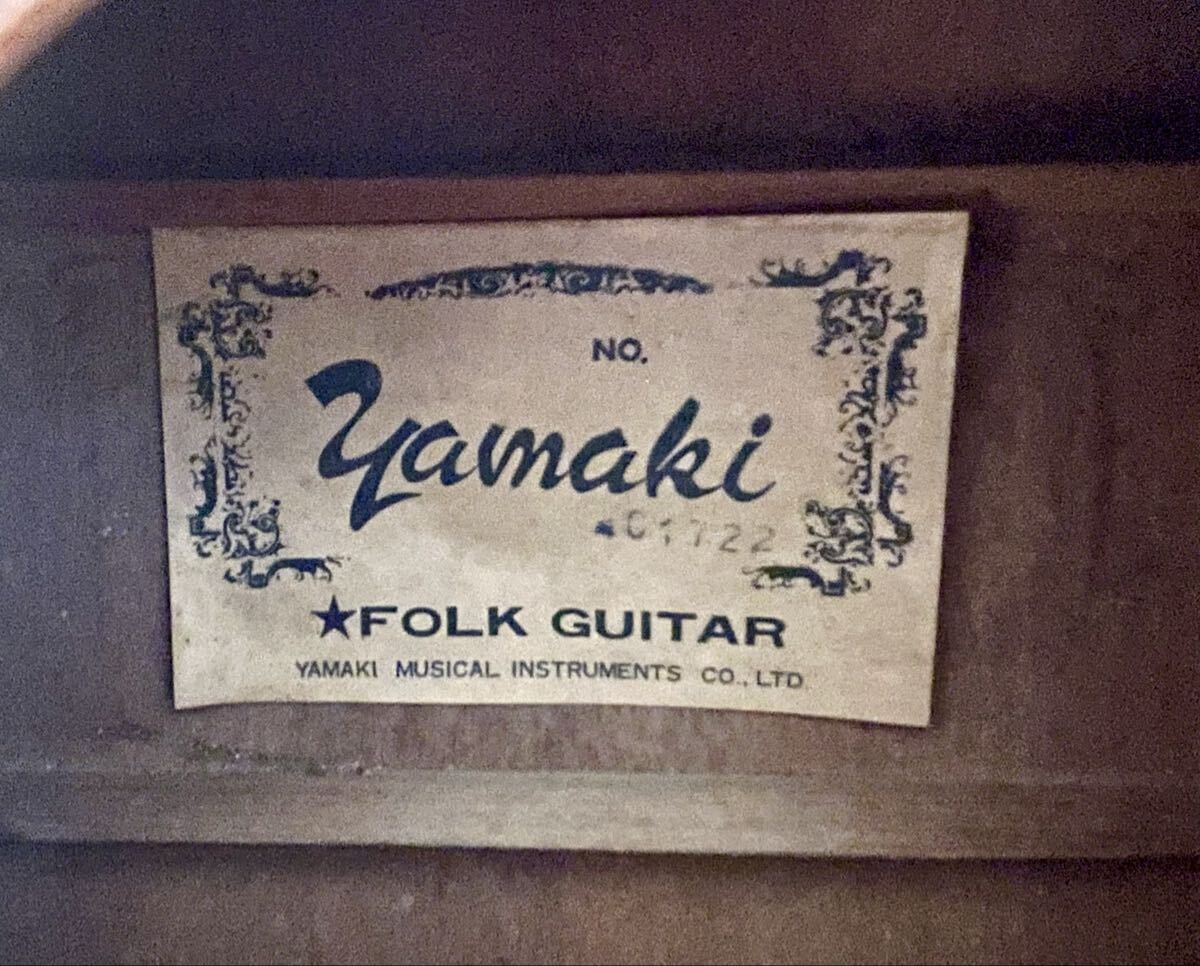 NO.
Yamaki
★FOLK GUITAR
YAMAKI MUSICAL INSTRUMENTS CO., LTD